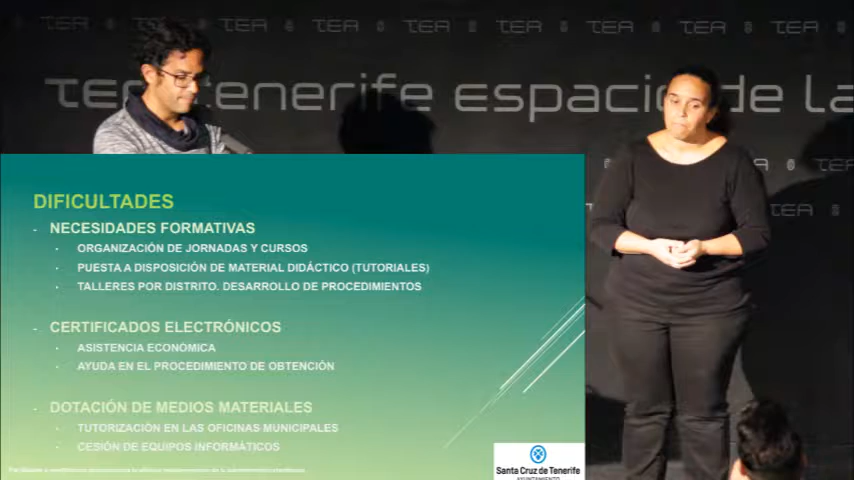 TEA TEA TEA TEA TEA TEA TEA TEA TEA
TEA tenerife espacio de la
TEA
TEA
DIFICULTADES
- NECESIDADES FORMATIVAS
· ORGANIZACIÓN DE JORNADAS Y CURSOS
· PUESTA A DISPOSICIÓN DE MATERIAL DIDÁCTICO (TUTORIALES)
· TALLERES POR DISTRITO. DESARROLLO DE PROCEDIMIENTOS
- CERTIFICADOS ELECTRÓNICOS
· ASISTENCIA ECONÓMICA
· AYUDA EN EL PROCEDIMIENTO DE OBTENCIÓN
- DOTACIÓN DE MEDIOS MATERIALES
· TUTORIZACIÓN EN LAS OFICINAS MUNICIPALES
· CESIÓN DE EQUIPOS INFORMÁTICOS
Santa Cruz de Tenerife
AYUNTAMIENTO